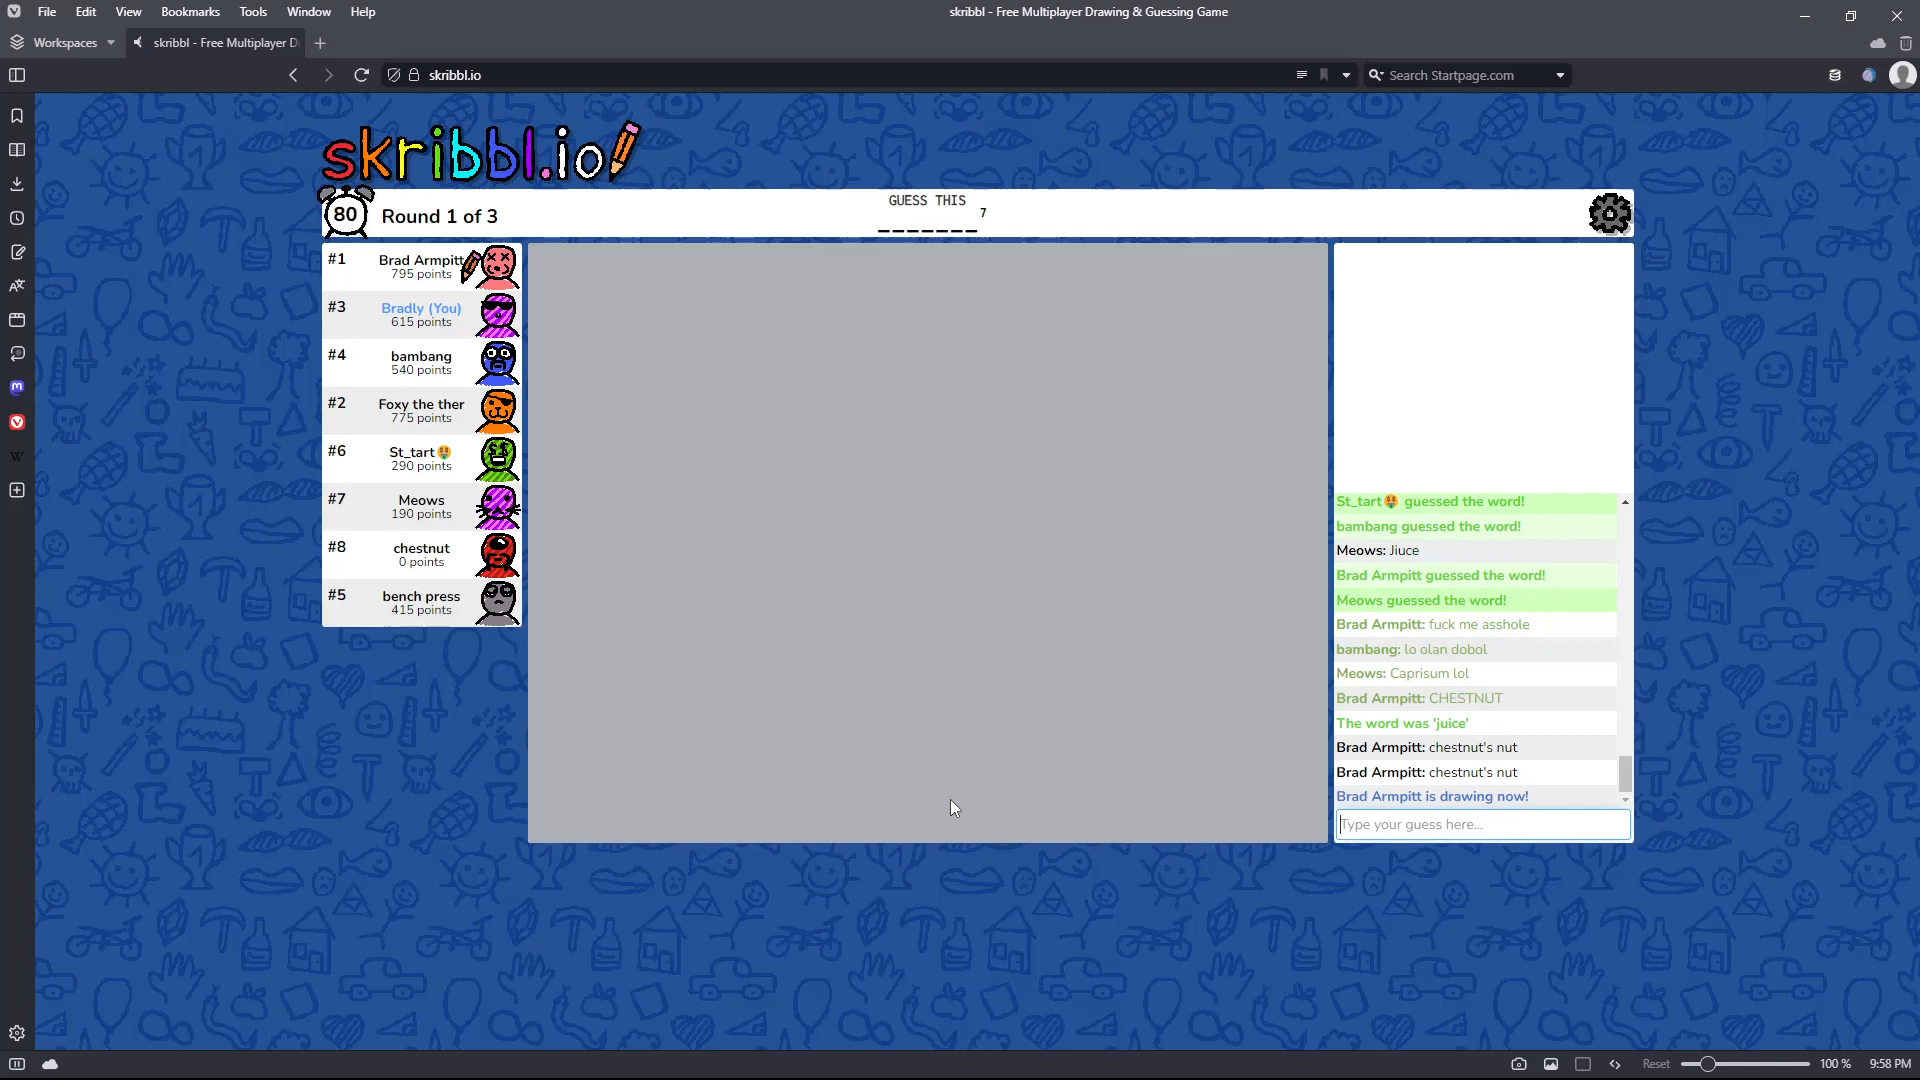 File Edit View Bookmarks Tools Window Help
skribbl - Free Multiplayer Drawing & Guessing Game
Workspaces
skribbl - Free Multiplayer D
skribbl.io
Search Startpage.com
skribbl.io
80
Round 1 of 3
GUESS THIS
_______ 7
#1 Brad Armpitt
795 points
#3 Bradly (You)
615 points
#4 bambang
540 points
#2 Foxy the ther
775 points
#6 St_tart🤑
290 points
#7 Meows
190 points
#8 chestnut
0 points
#5 bench press
415 points
St_tart🤑 guessed the word!
bambang guessed the word!
Meows: Jiuce
Brad Armpitt guessed the word!
Meows guessed the word!
Brad Armpitt: fuck me asshole
bambang: lo olan dobol
Meows: Caprisum lol
Brad Armpitt: CHESTNUT
The word was 'juice'
Brad Armpitt: chestnut's nut
Brad Armpitt: chestnut's nut
Brad Armpitt is drawing now!
Type your guess here...
Reset 100 % 9:58 PM